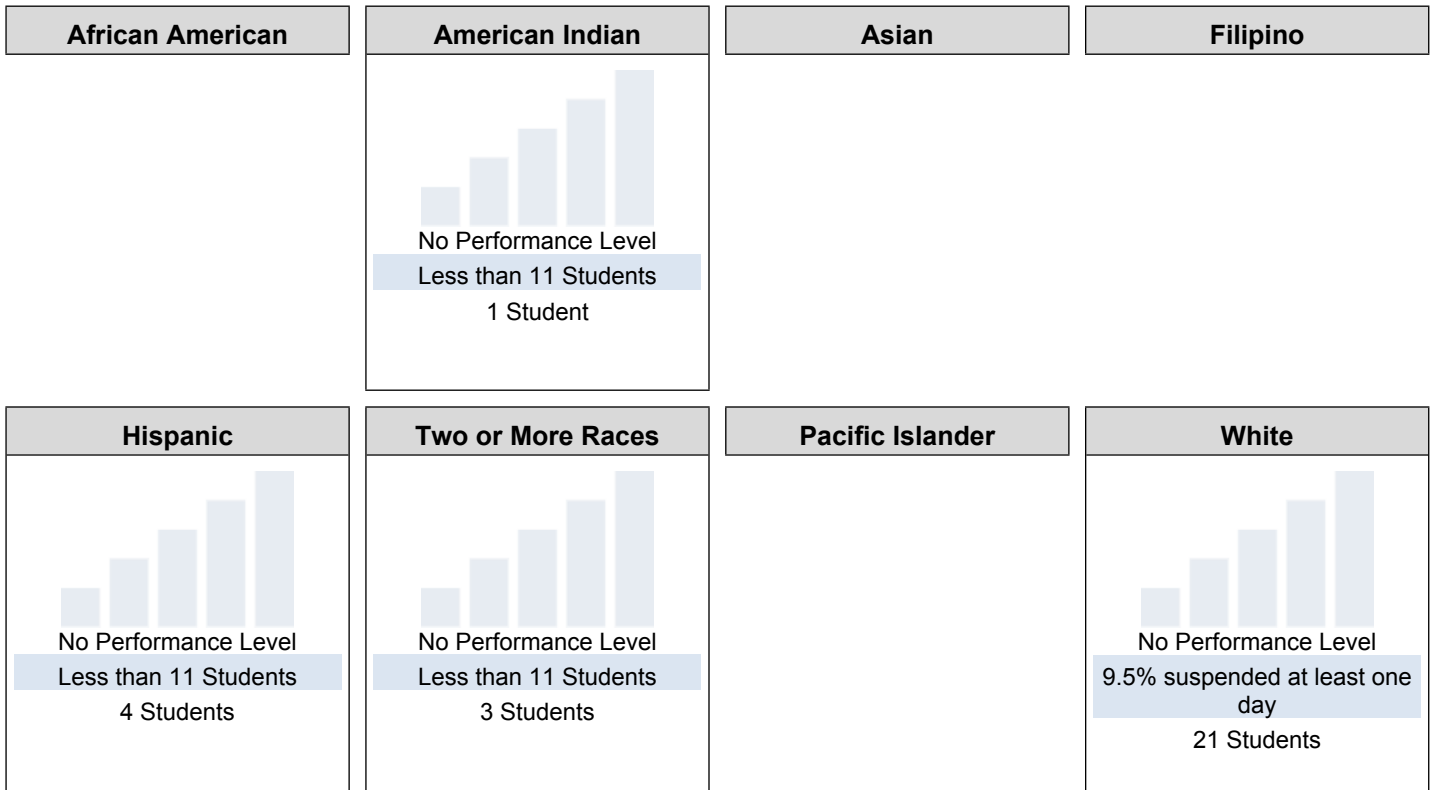 African American
American Indian
No Performance Level
Less than 11 Students
1 Student
Asian
Filipino
Hispanic
No Performance Level
Less than 11 Students
4 Students
Two or More Races
No Performance Level
Less than 11 Students
3 Students
Pacific Islander
White
No Performance Level
9.5% suspended at least one
day
21 Students